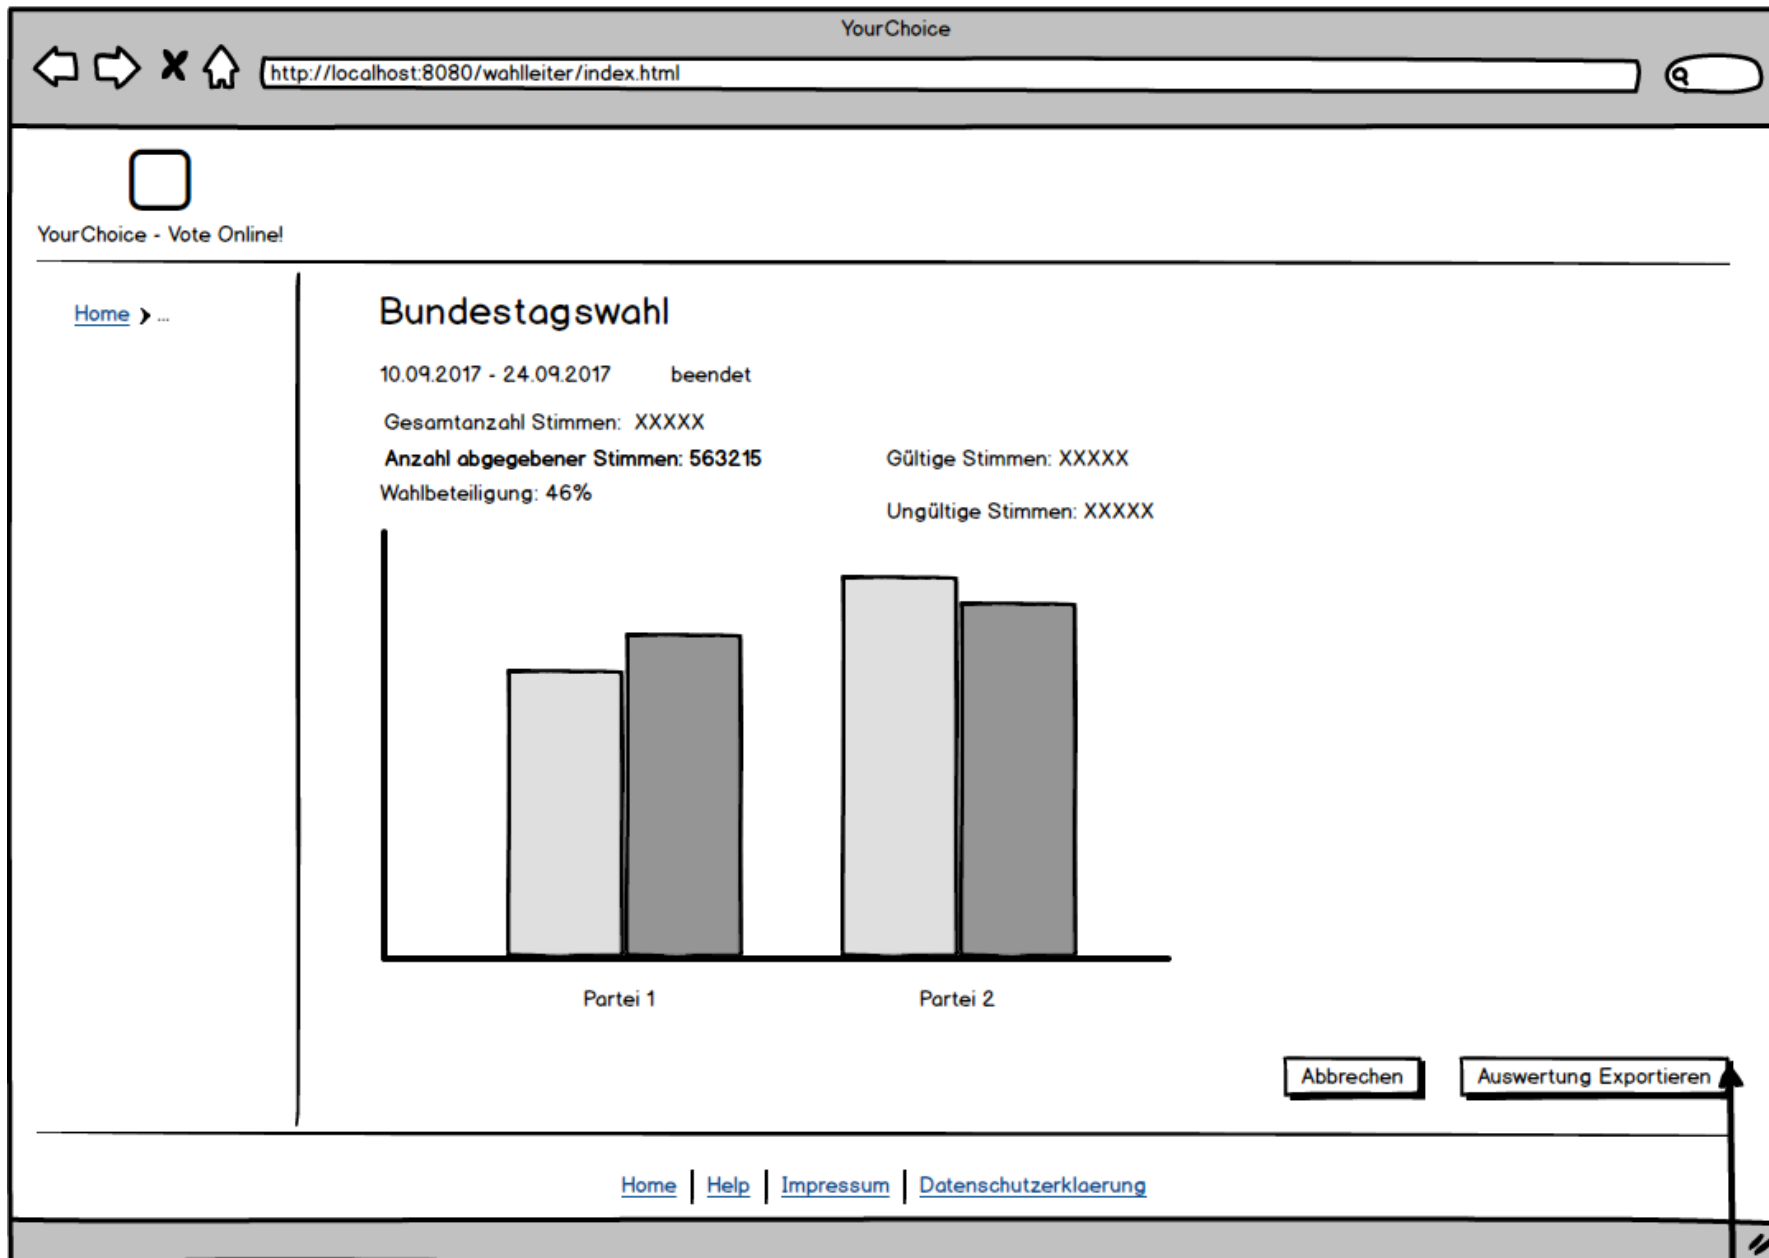 YourChoice
http://localhost:8080/wahlleiter/index.html
YourChoice - Vote Online!
Home ...
Bundestagswahl
10.09.2017 - 24.09.2017 beendet
Gesamtanzahl Stimmen: XXXXX
Anzahl abgegebener Stimmen: 563215 Gültige Stimmen: XXXXX
Wahlbeteiligung: 46%
Ungültige Stimmen: XXXXX
Partei 1 Partei 2
Abbrechen Auswertung Exportieren
Home Help Impressum Datenschutzerklaerung